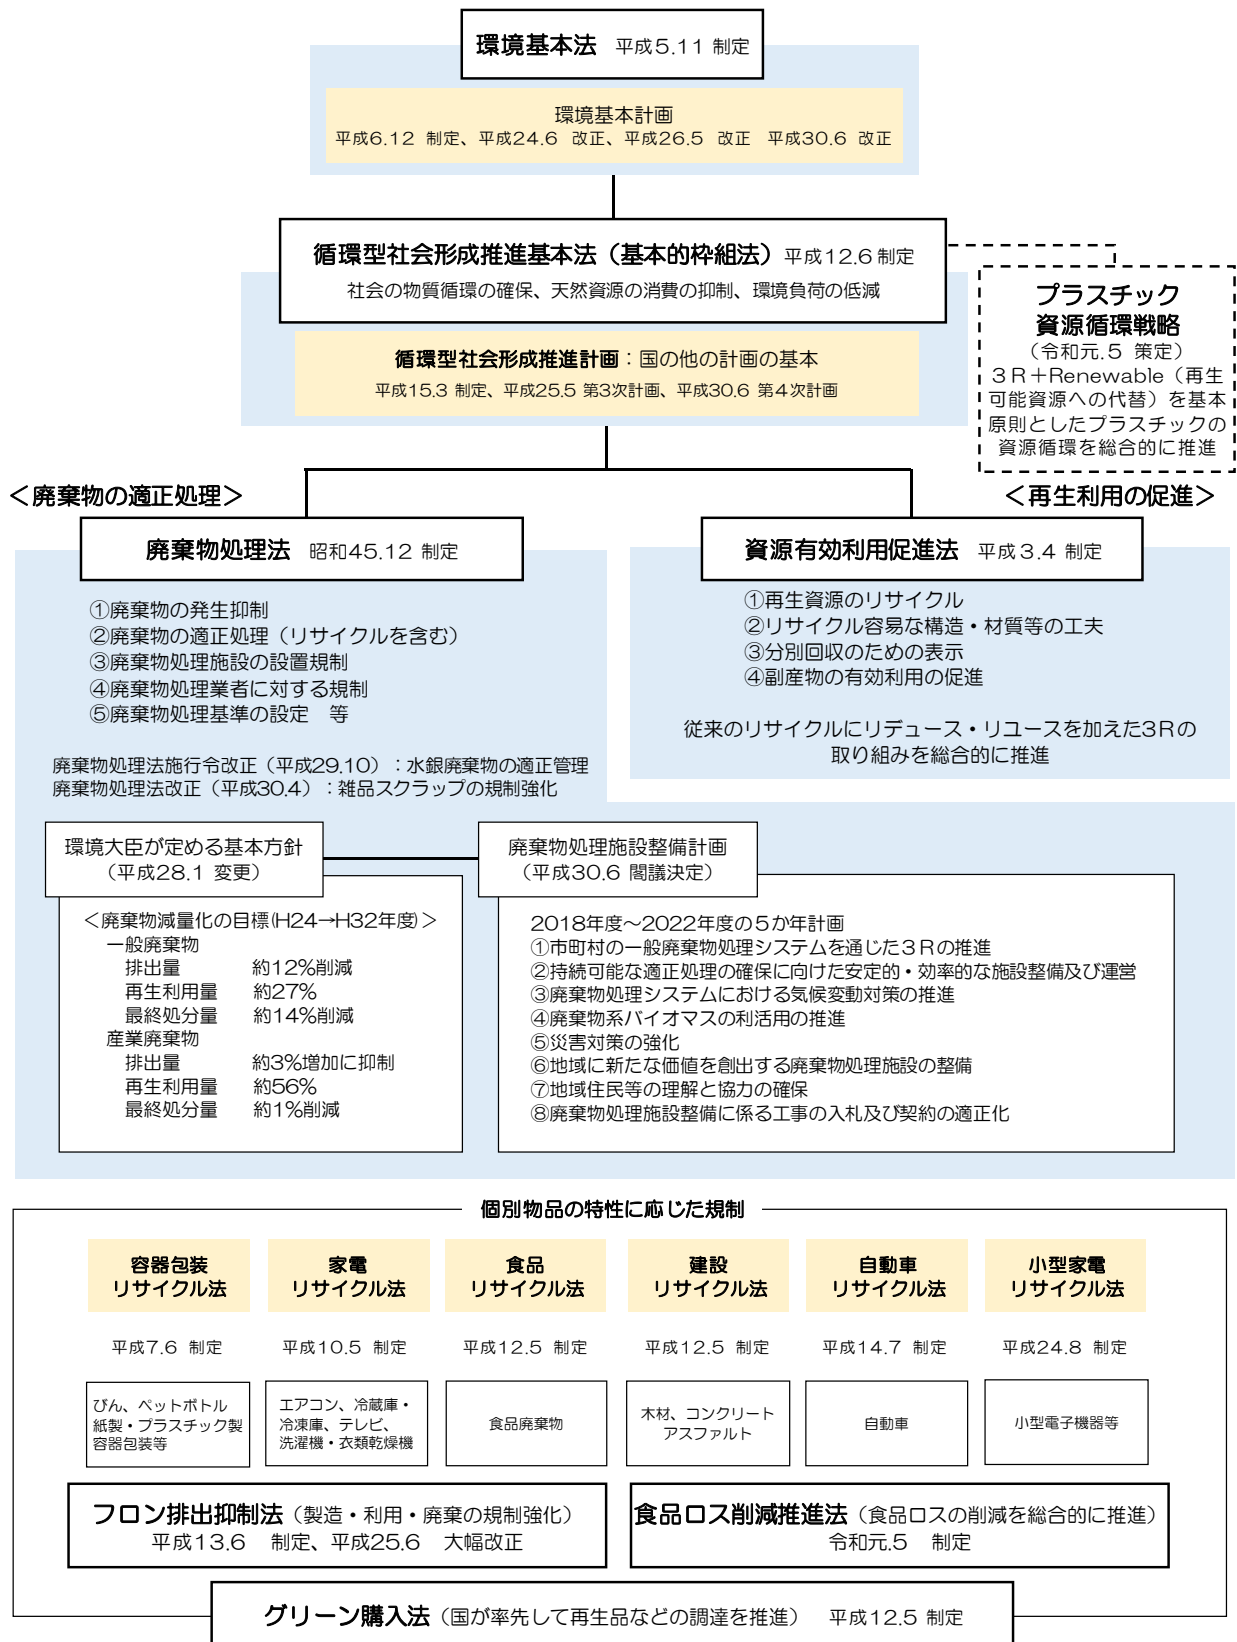 環境基本法　平成5.11 制定
環境基本計画
平成6.12 制定、平成24.6 改正、平成26.5 改正　平成30.6 改正
循環型社会形成推進基本法（基本的枠組法）平成12.6制定
社会の物質循環の確保、天然資源の消費の抑制、環境負荷の低減
循環型社会形成推進計画：国の他の計画の基本
平成15.3 制定、平成25.5 第3次計画、平成30.6 第4次計画
プラスチック
資源循環戦略
（令和元.5 策定）
３Ｒ＋Renewable（再生
可能資源への代替）を基本
原則としたプラスチックの
資源循環を総合的に推進
＜廃棄物の適正処理＞
＜再生利用の促進＞
廃棄物処理法　昭和45.12 制定
①廃棄物の発生抑制
②廃棄物の適正処理（リサイクルを含む）
③廃棄物処理施設の設置規制
④廃棄物処理業者に対する規制
⑤廃棄物処理基準の設定　等
廃棄物処理法施行令改正（平成29.10）：水銀廃棄物の適正管理
廃棄物処理法改正（平成30.4）：雑品スクラップの規制強化
資源有効利用促進法　平成3.4 制定
①再生資源のリサイクル
②リサイクル容易な構造・材質等の工夫
③分別回収のための表示
④副産物の有効利用の促進
従来のリサイクルにリデュース・リユースを加えた3Rの
取り組みを総合的に推進
環境大臣が定める基本方針
（平成28.1 変更）
＜廃棄物減量化の目標(H24→H32年度)＞
一般廃棄物
排出量　約12%削減
再生利用量　約27%
最終処分量　約14%削減
産業廃棄物
排出量　約3%増加に抑制
再生利用量　約56%
最終処分量　約1%削減
廃棄物処理施設整備計画
（平成30.6 閣議決定）
2018年度～2022年度の5か年計画
①市町村の一般廃棄物処理システムを通じた３Ｒの推進
②持続可能な適正処理の確保に向けた安定的・効率的な施設整備及び運営
③廃棄物処理システムにおける気候変動対策の推進
④廃棄物系バイオマスの利活用の推進
⑤災害対策の強化
⑥地域に新たな価値を創出する廃棄物処理施設の整備
⑦地域住民等の理解と協力の確保
⑧廃棄物処理施設整備に係る工事の入札及び契約の適正化
個別物品の特性に応じた規制
容器包装
リサイクル法
平成7.6 制定
びん、ペットボトル
紙製・プラスチック製
容器包装等
家電
リサイクル法
平成10.5 制定
エアコン、冷蔵庫・
冷凍庫、テレビ、
洗濯機・衣類乾燥機
食品
リサイクル法
平成12.5 制定
食品廃棄物
建設
リサイクル法
平成12.5 制定
木材、コンクリート
アスファルト
自動車
リサイクル法
平成14.7 制定
自動車
小型家電
リサイクル法
平成24.8 制定
小型電子機器等
フロン排出抑制法（製造・利用・廃棄の規制強化）
平成13.6　制定、平成25.6　大幅改正
食品ロス削減推進法（食品ロスの削減を総合的に推進）
令和元.5　制定
グリーン購入法（国が率先して再生品などの調達を推進）　平成12.5 制定